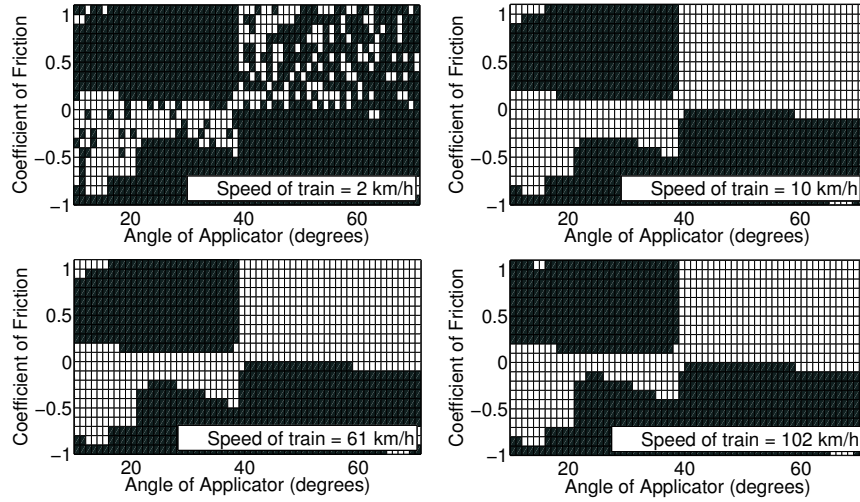 1
0.5
0
−0.5
−1
Coefficient of Friction
Speed of train = 2 km/h
20
40
60
Angle of Applicator (degrees)
1
0.5
0
−0.5
−1
Coefficient of Friction
Speed of train = 10 km/h
20
40
60
Angle of Applicator (degrees)
1
0.5
0
−0.5
−1
Coefficient of Friction
Speed of train = 61 km/h
20
40
60
Angle of Applicator (degrees)
1
0.5
0
−0.5
−1
Coefficient of Friction
Speed of train = 102 km/h
20
40
60
Angle of Applicator (degrees)